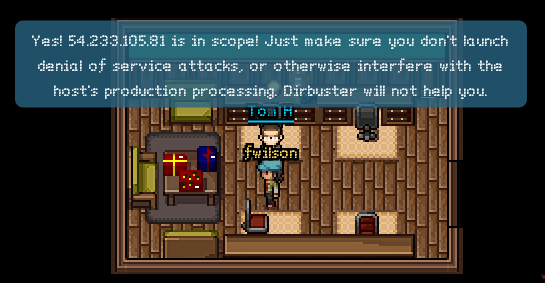 Yes! 54.233.105.81 is in scope! Just make sure you don't launch
denial of service attacks, or otherwise interfere with the
host's production processing. Dirbuster will not help you.
Tom H
fwilson